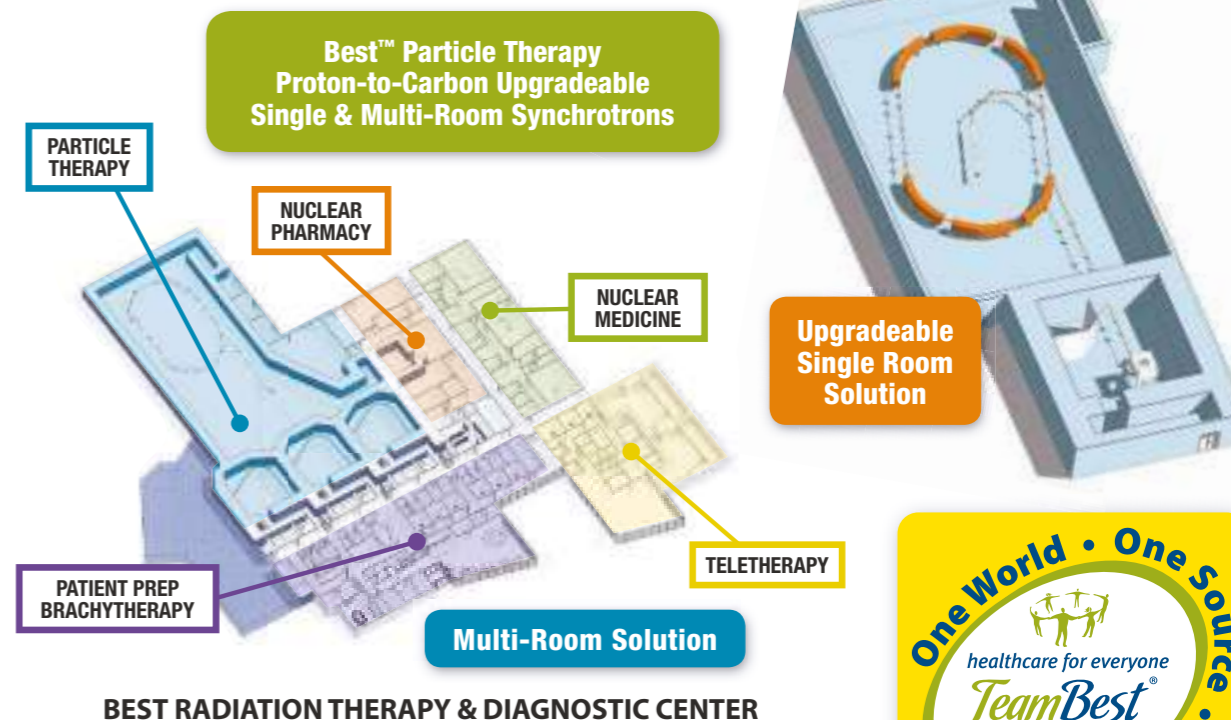 Best™ Particle Therapy
Proton-to-Carbon Upgradeable
Single & Multi-Room Synchrotrons
PARTICLE
THERAPY
NUCLEAR
PHARMACY
NUCLEAR
MEDICINE
Upgradeable
Single Room
Solution
TELETHERAPY
PATIENT PREP
BRACHYTHERAPY
Multi-Room Solution
One World • One Source •
healthcare for everyone
TeamBest®
BEST RADIATION THERAPY & DIAGNOSTIC CENTER